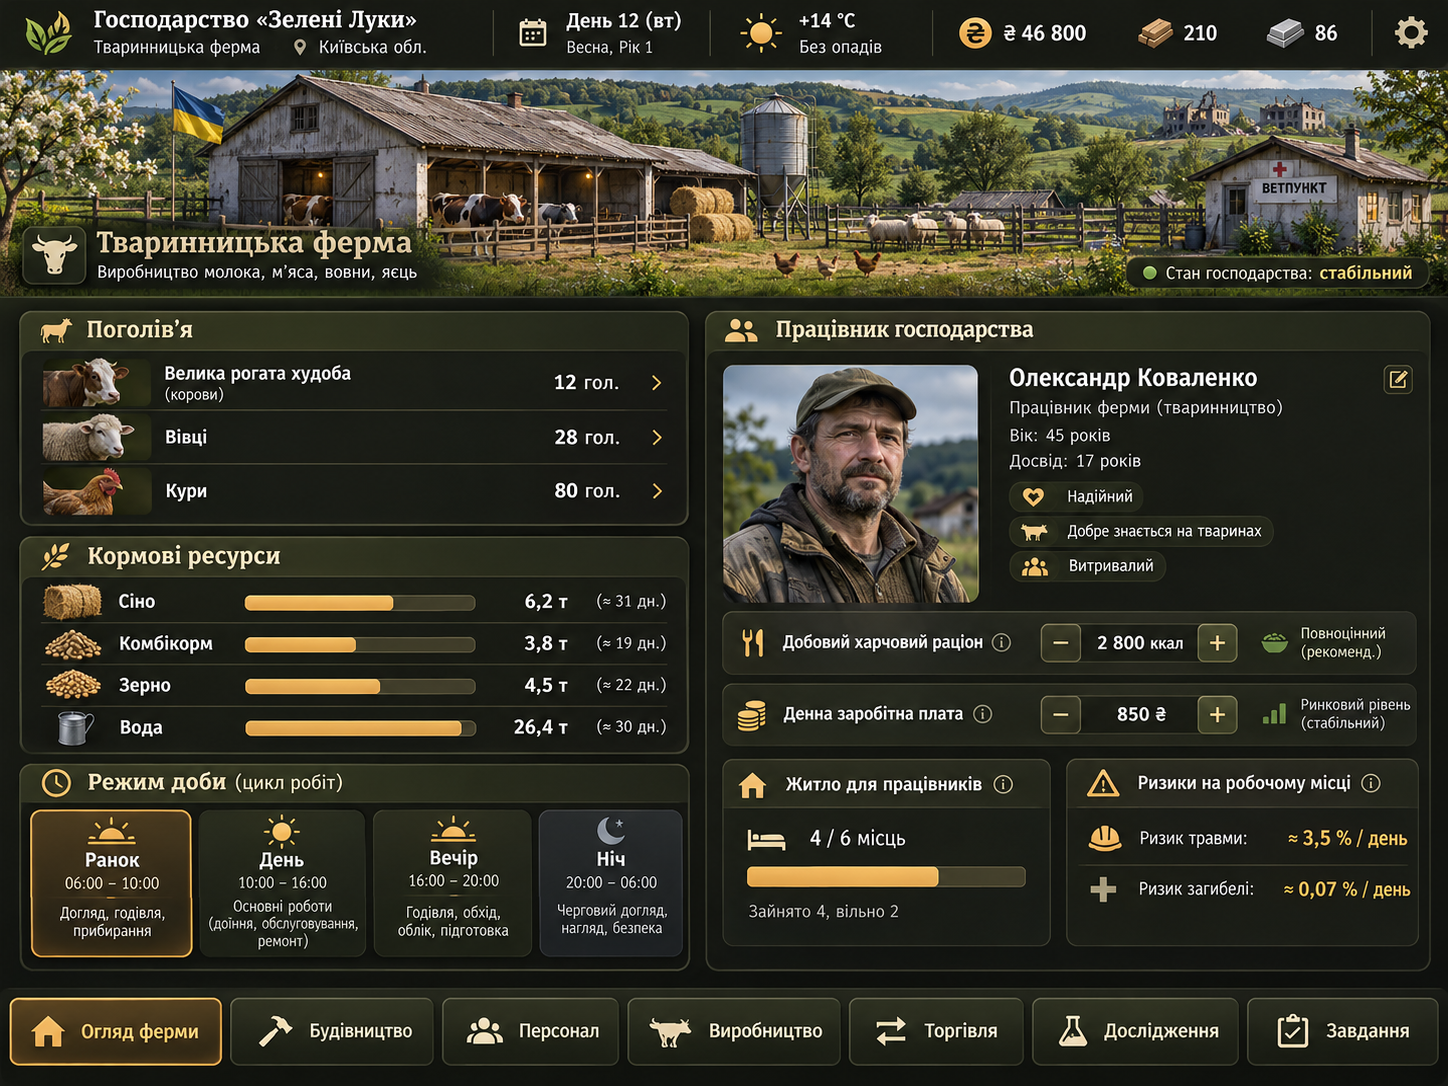 Господарство «Зелені Луки»
Тваринницька ферма
Київська обл.
День 12 (вт)
Весна, Рік 1
+14 °C
Без опадів
₴ 46 800
210
86
ВЕТПУНКТ
Тваринницька ферма
Виробництво молока, м’яса, вовни, яєць
Стан господарства: стабільний
Поголів’я
Велика рогата худоба
(корови)
12 гол.
Вівці
28 гол.
Кури
80 гол.
Кормові ресурси
Сіно
6,2 т
(≈ 31 дн.)
Комбікорм
3,8 т
(≈ 19 дн.)
Зерно
4,5 т
(≈ 22 дн.)
Вода
26,4 т
(≈ 30 дн.)
Режим доби (цикл робіт)
Ранок
06:00 – 10:00
Догляд, годівля,
прибирання
День
10:00 – 16:00
Основні роботи
(доїння, обслуговування,
ремонт)
Вечір
16:00 – 20:00
Годівля, обхід,
облік, підготовка
Ніч
20:00 – 06:00
Черговий догляд,
нагляд, безпека
Працівник господарства
Олександр Коваленко
Працівник ферми (тваринництво)
Вік: 45 років
Досвід: 17 років
Надійний
Добре знається на тваринах
Витривалий
Добовий харчовий раціон
2 800 ккал
Повноцінний
(рекоменд.)
Денна заробітна плата
850 ₴
Ринковий рівень
(стабільний)
Житло для працівників
4 / 6 місць
Зайнято 4, вільно 2
Ризики на робочому місці
Ризик травми:
≈ 3,5 % / день
Ризик загибелі:
≈ 0,07 % / день
Огляд ферми
Будівництво
Персонал
Виробництво
Торгівля
Дослідження
Завдання